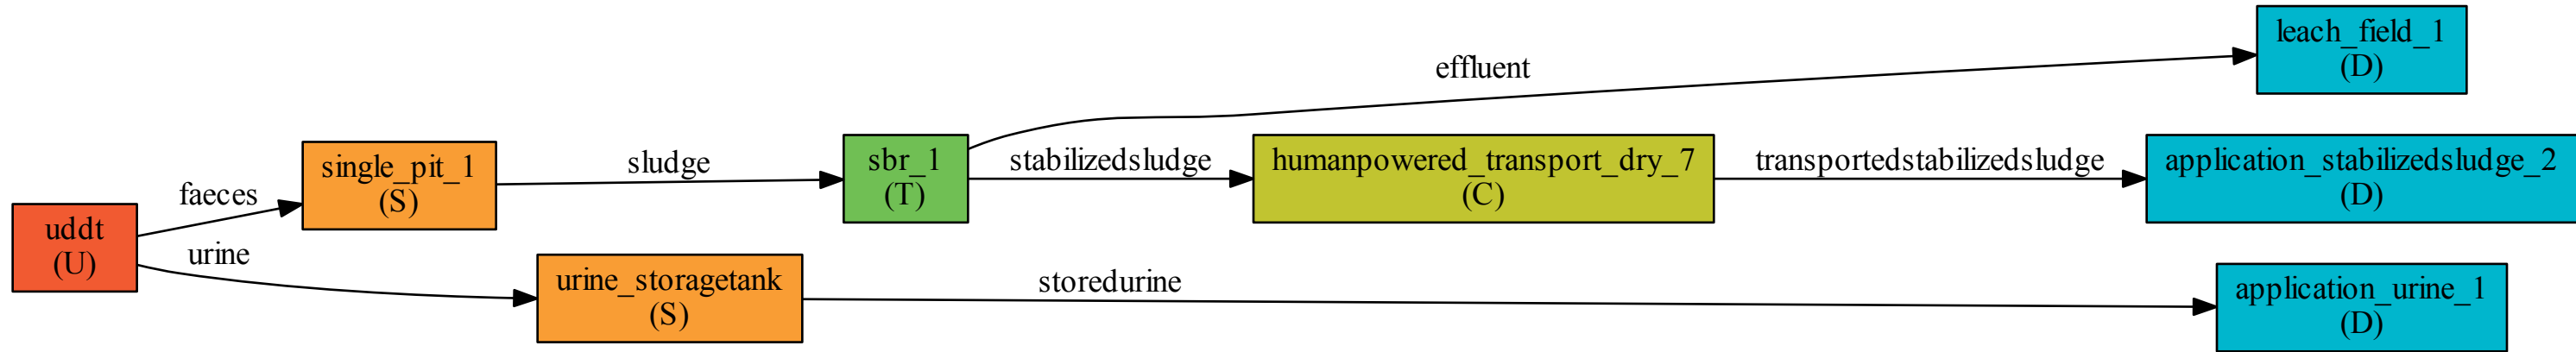 uddt
(U)
faeces
urine
single_pit_1
(S)
urine_storagetank
(S)
sludge
storedurine
sbr_1
(T)
effluent
stabilizedsludge
humanpowered_transport_dry_7
(C)
transportedstabilizedsludge
leach_field_1
(D)
application_stabilizedsludge_2
(D)
application_urine_1
(D)